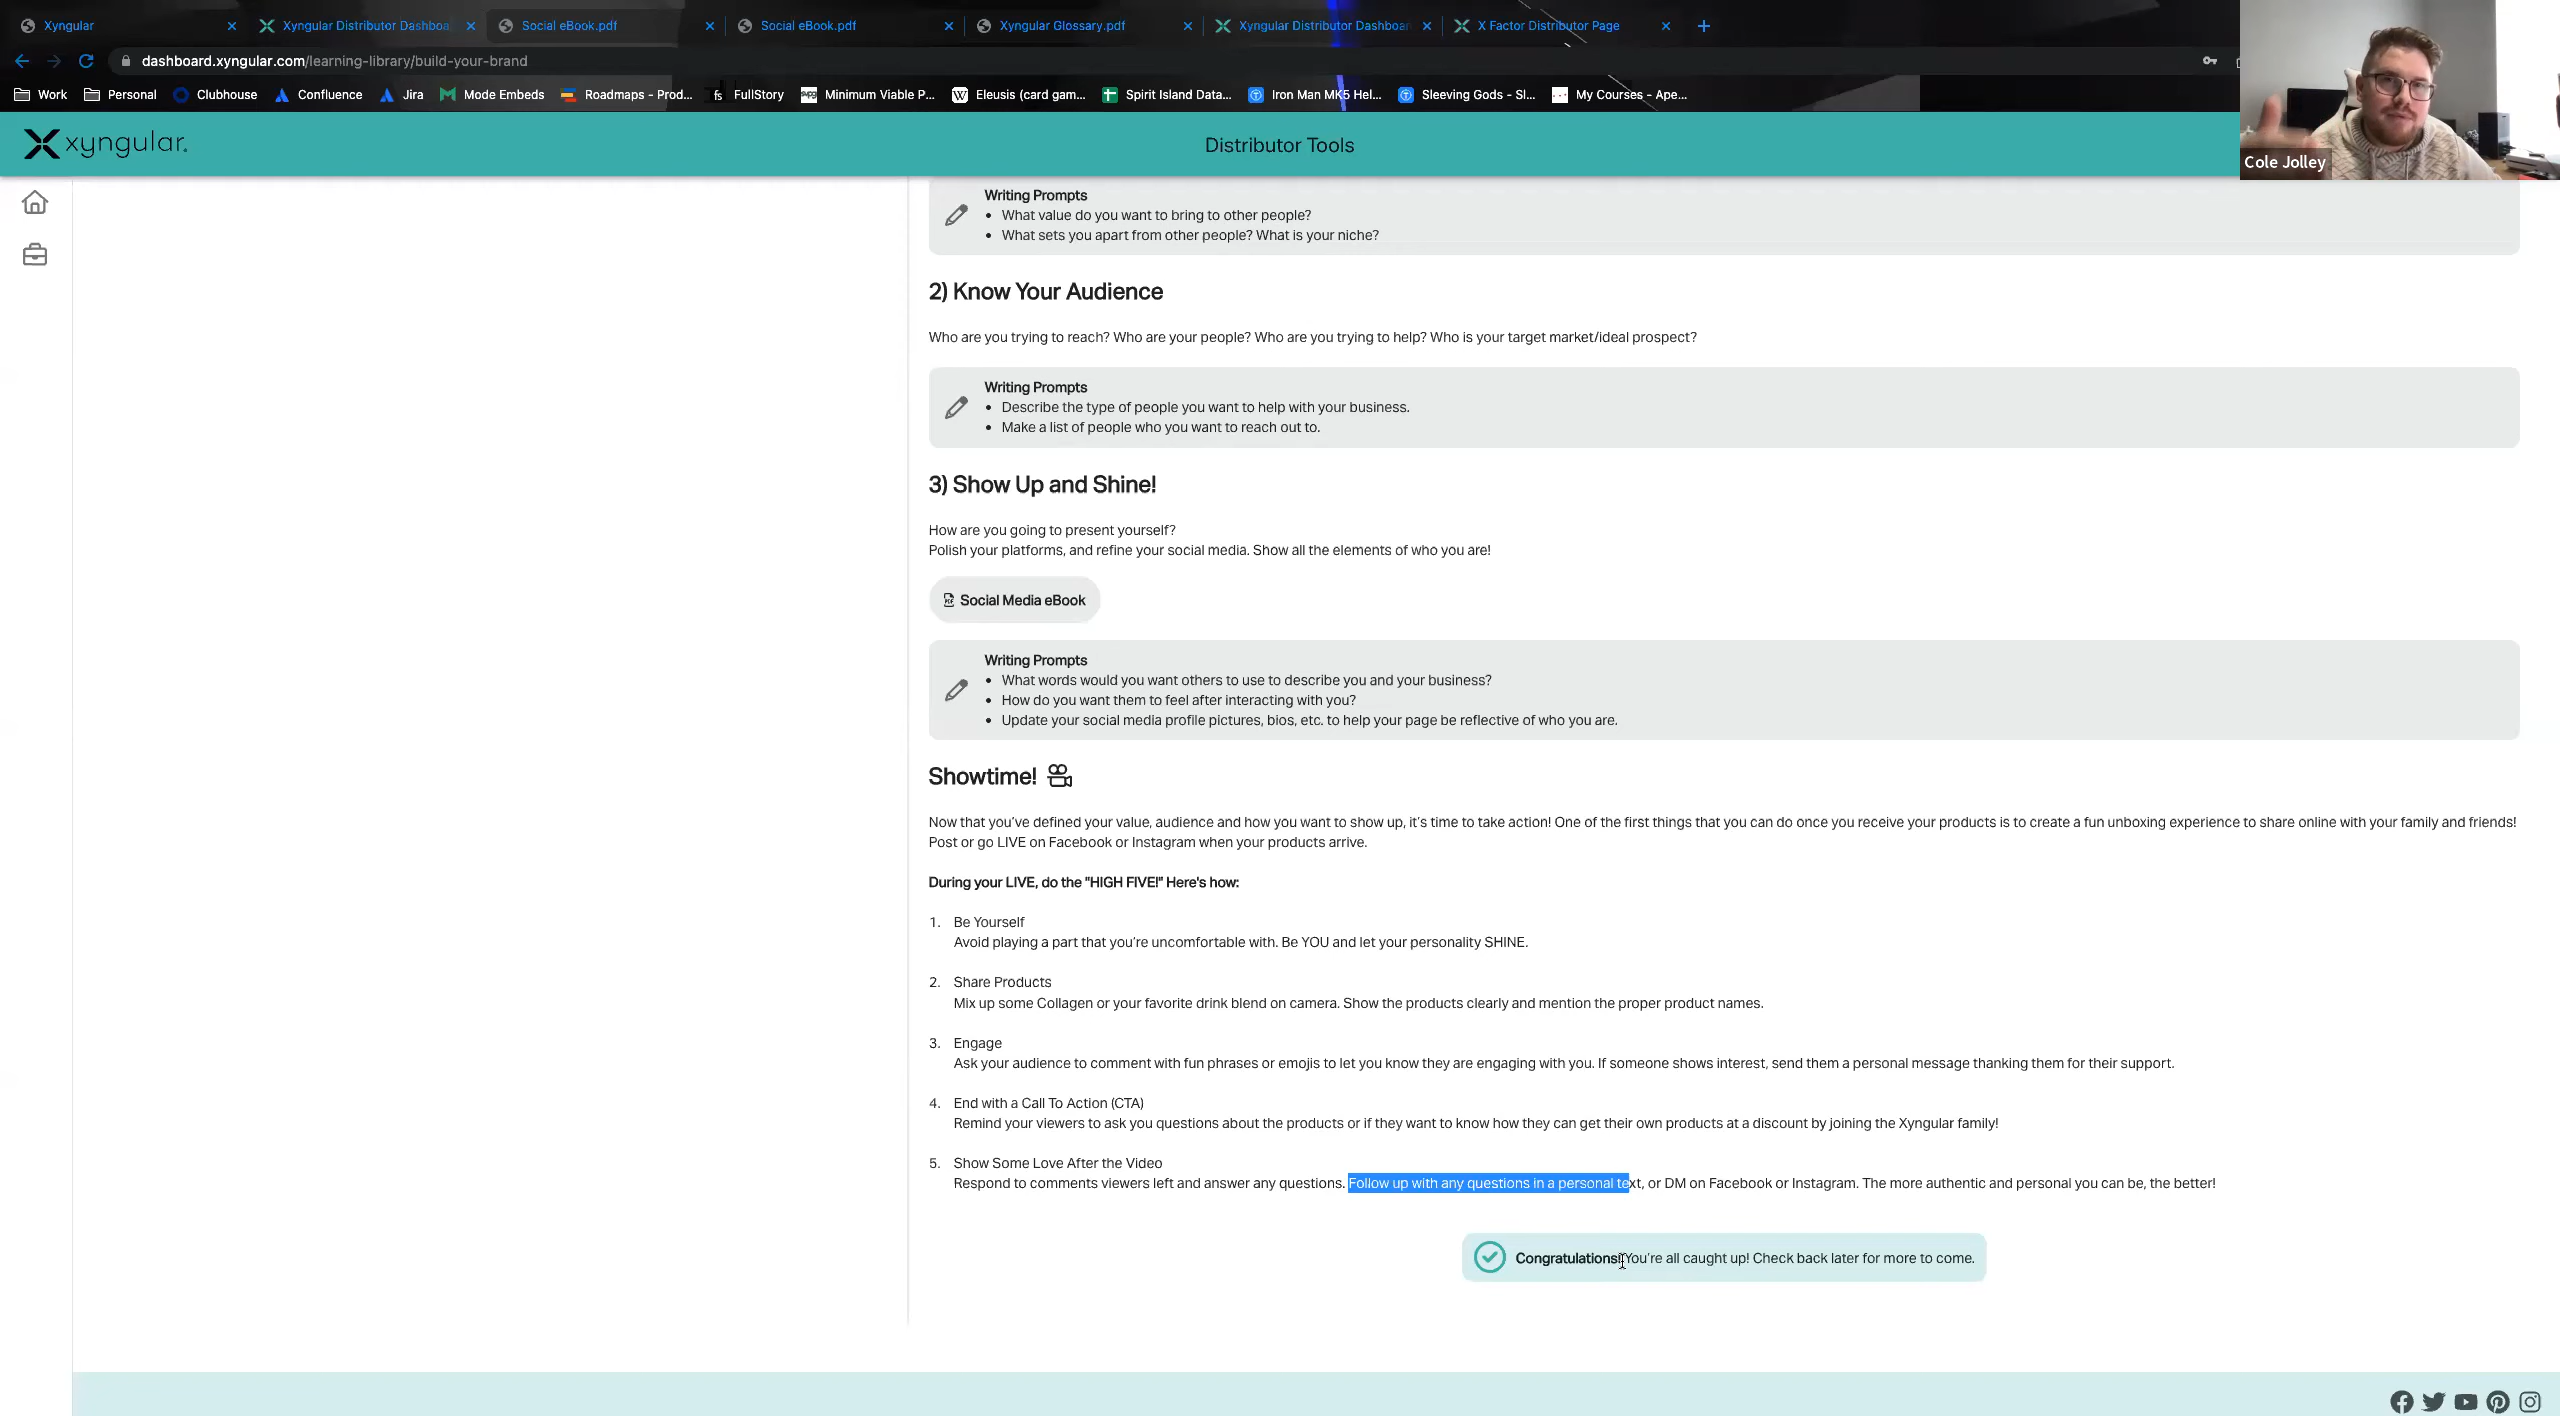 Xyngular
Xyngular Distributor Dashboa
Social eBook.pdf
Social eBook.pdf
Xyngular Glossary.pdf
Xyngular Distributor Dashboar
X Factor Distributor Page
dashboard.xyngular.com/learning-library/build-your-brand
Work
Personal
Clubhouse
Confluence
Jira
Mode Embeds
Roadmaps - Prod...
fs FullStory
Minimum Viable P...
W Eleusis (card gam...
Spirit Island Data...
Iron Man MK5 Hel...
Sleeving Gods - Sl...
My Courses - Ape...
Cole Jolley
xyngular.
Distributor Tools
Writing Prompts
• What value do you want to bring to other people?
• What sets you apart from other people? What is your niche?
2) Know Your Audience
Who are you trying to reach? Who are your people? Who are you trying to help? Who is your target market/ideal prospect?
Writing Prompts
• Describe the type of people you want to help with your business.
• Make a list of people who you want to reach out to.
3) Show Up and Shine!
How are you going to present yourself?
Polish your platforms, and refine your social media. Show all the elements of who you are!
Social Media eBook
Writing Prompts
• What words would you want others to use to describe you and your business?
• How do you want them to feel after interacting with you?
• Update your social media profile pictures, bios, etc. to help your page be reflective of who you are.
Showtime!
Now that you've defined your value, audience and how you want to show up, it's time to take action! One of the first things that you can do once you receive your products is to create a fun unboxing experience to share online with your family and friends!
Post or go LIVE on Facebook or Instagram when your products arrive.
During your LIVE, do the "HIGH FIVE!" Here's how:
1. Be Yourself
Avoid playing a part that you're uncomfortable with. Be YOU and let your personality SHINE.
2. Share Products
Mix up some Collagen or your favorite drink blend on camera. Show the products clearly and mention the proper product names.
3. Engage
Ask your audience to comment with fun phrases or emojis to let you know they are engaging with you. If someone shows interest, send them a personal message thanking them for their support.
4. End with a Call To Action (CTA)
Remind your viewers to ask you questions about the products or if they want to know how they can get their own products at a discount by joining the Xyngular family!
5. Show Some Love After the Video
Respond to comments viewers left and answer any questions. Follow up with any questions in a personal text, or DM on Facebook or Instagram. The more authentic and personal you can be, the better!
Congratulations! You're all caught up! Check back later for more to come.